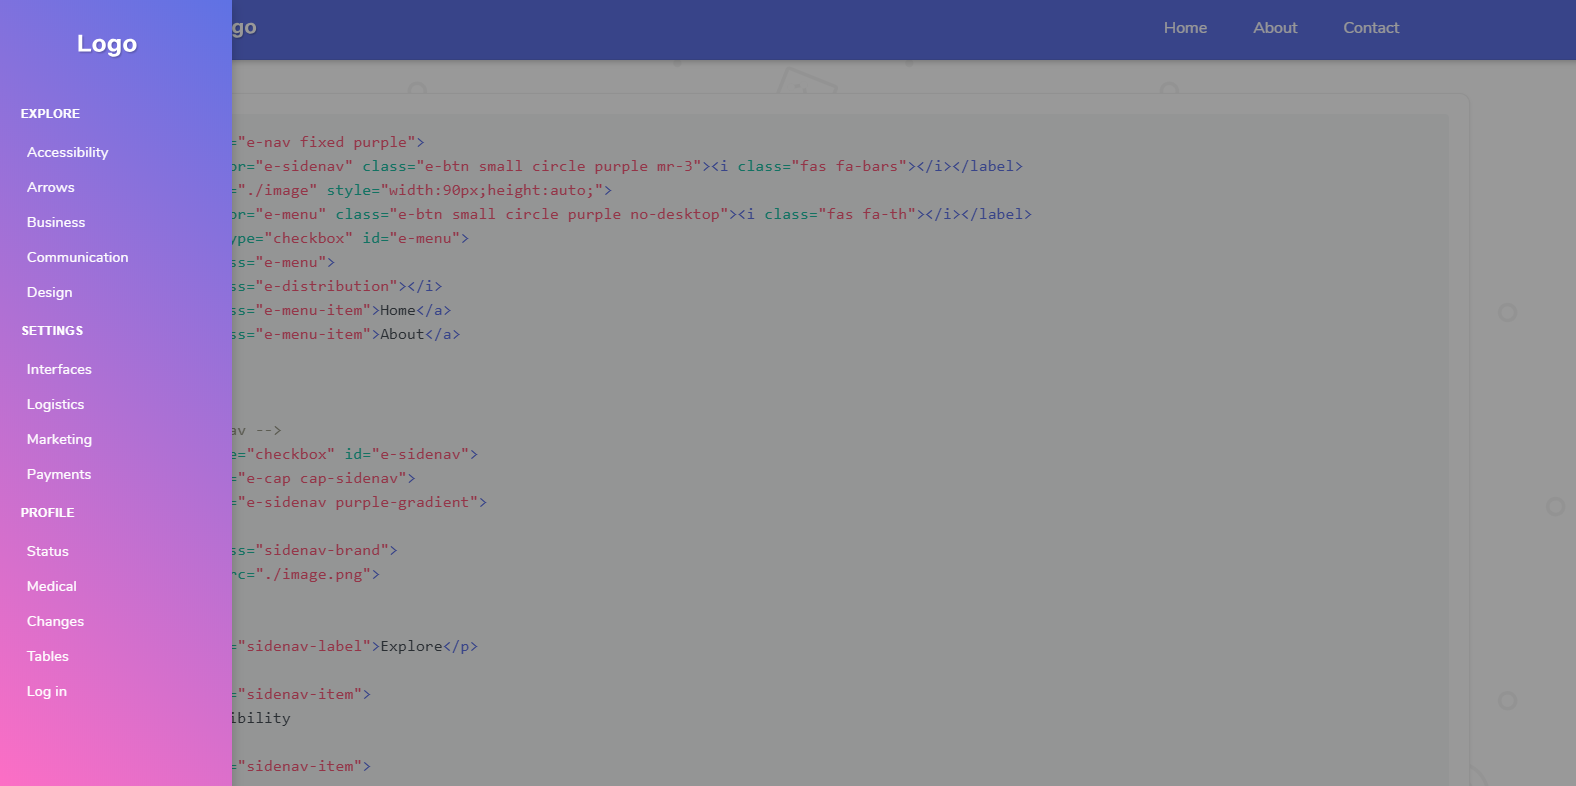 Logo
EXPLORE
Accessibility
Arrows
Business
Communication
Design
SETTINGS
Interfaces
Logistics
Marketing
Payments
PROFILE
Status
Medical
Changes
Tables
Log in
go
Home About Contact
="e-nav fixed purple">
or="e-sidenav" class="e-btn small circle purple mr-3"><i class="fas fa-bars"></i></label>
="./image" style="width:90px;height:auto;">
or="e-menu" class="e-btn small circle purple no-desktop"><i class="fas fa-th"></i></label>
ype="checkbox" id="e-menu">
ss="e-menu">
ss="e-distribution"></i>
ss="e-menu-item">Home</a>
ss="e-menu-item">About</a>
av -->
e="checkbox" id="e-sidenav">
="e-cap cap-sidenav">
="e-sidenav purple-gradient">
ss="sidenav-brand">
rc="./image.png">
="sidenav-label">Explore</p>
="sidenav-item">
ibility
="sidenav-item">